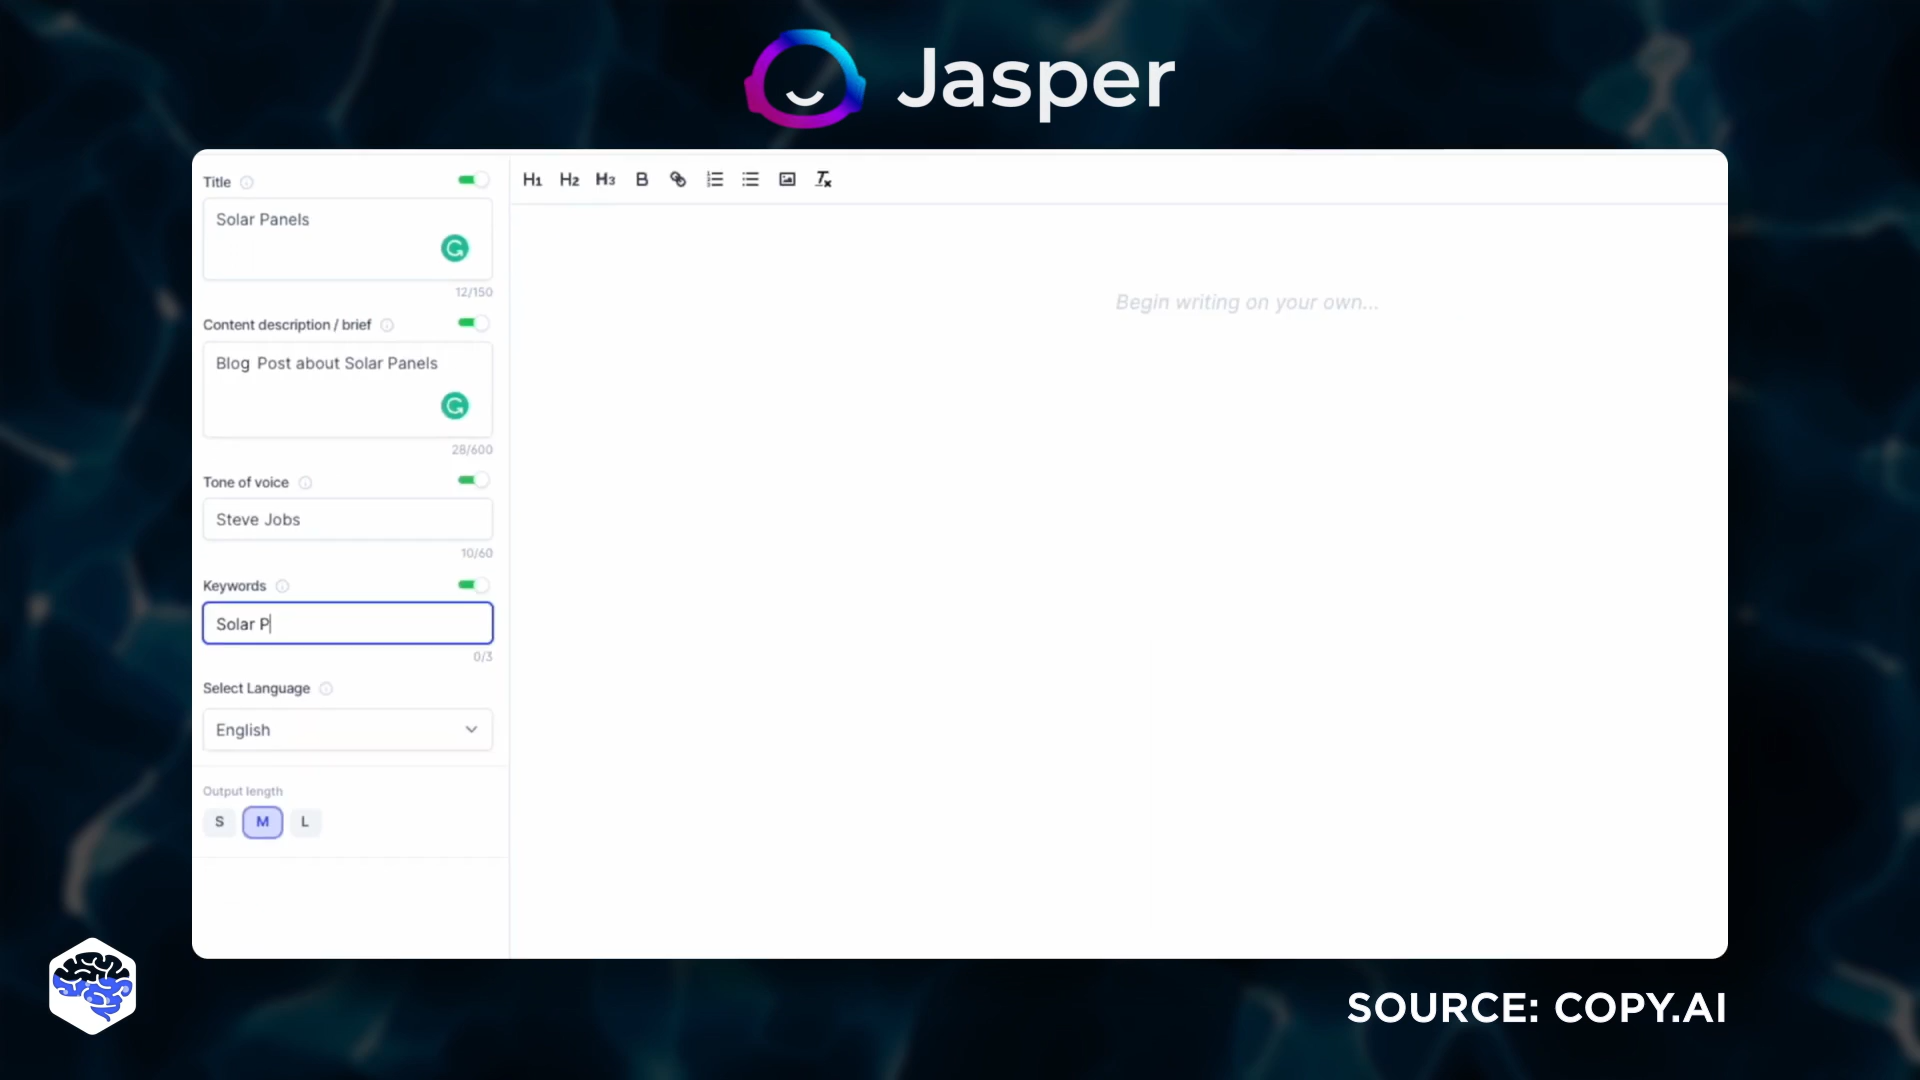 Jasper
Title
Solar Panels
12/150
Content description / brief
Blog Post about Solar Panels
28/600
Tone of voice
Steve Jobs
10/60
Keywords
Solar P
0/3
Select Language
English
Output length
S M L
H1 H2 H3 B
Begin writing on your own...
SOURCE: COPY.AI